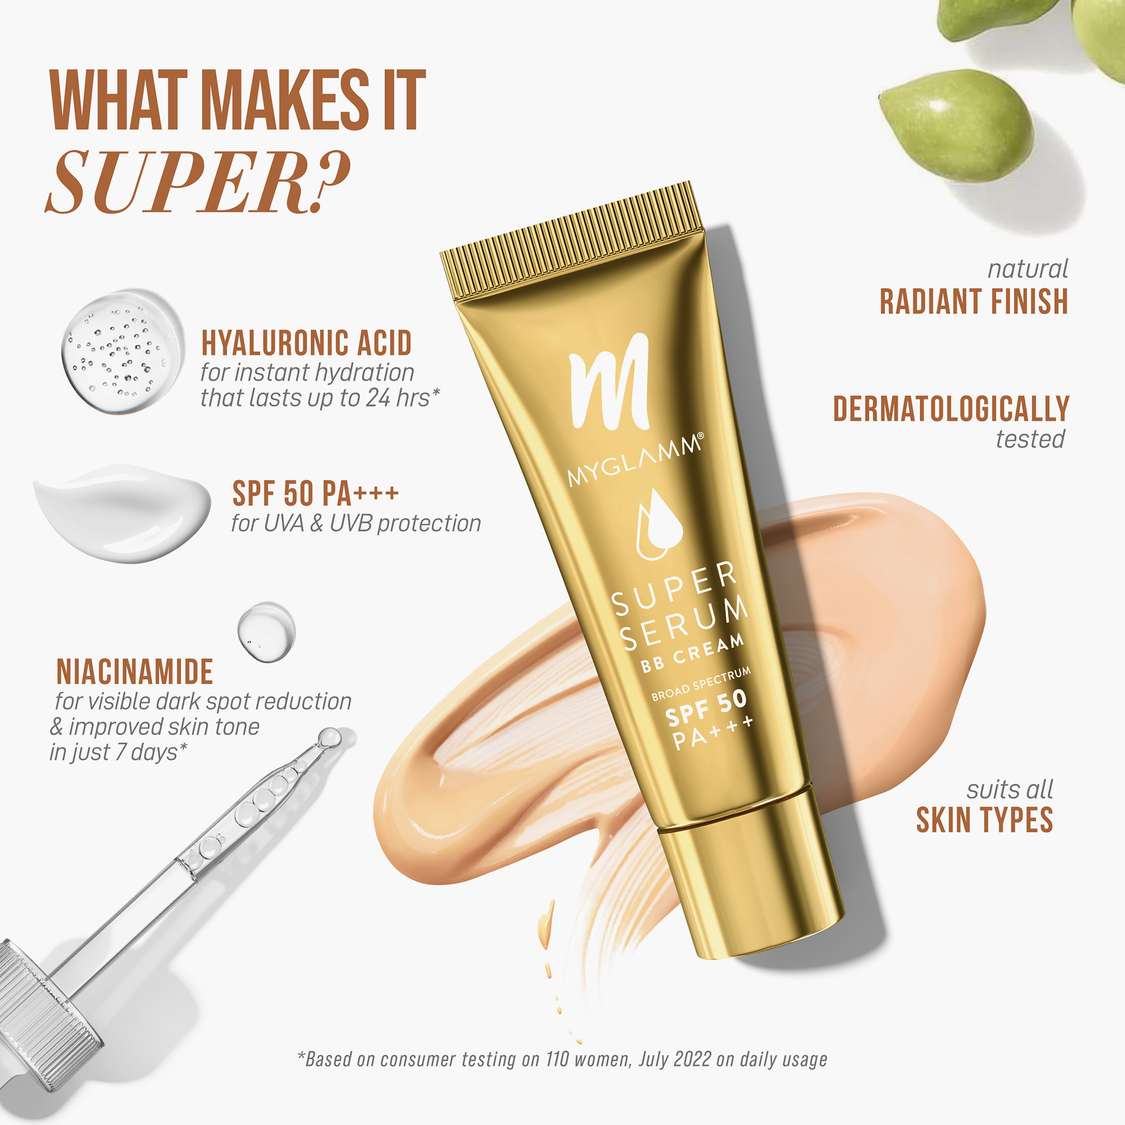 WHAT MAKES IT
SUPER?
HYALURONIC ACID
for instant hydration
that lasts up to 24 hrs*
SPF 50 PA+++
for UVA & UVB protection
NIACINAMIDE
for visible dark spot reduction
& improved skin tone
in just 7 days*
m
MYGLAMM®
SUPER
SERUM
BB CREAM
BROAD SPECTRUM
SPF 50
PA+++
natural
RADIANT FINISH
DERMATOLOGICALLY
tested
suits all
SKIN TYPES
*Based on consumer testing on 110 women, July 2022 on daily usage